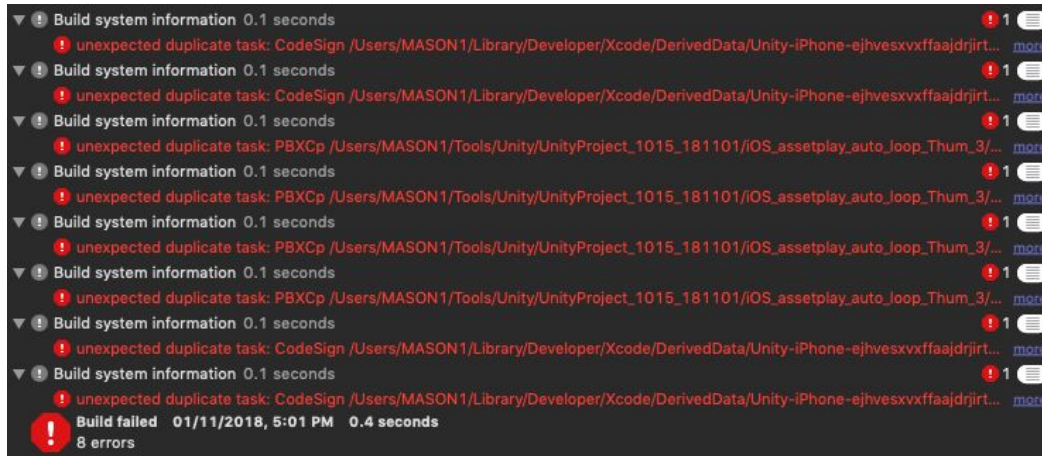 Build system information 0.1 seconds 1
unexpected duplicate task: CodeSign /Users/MASON1/Library/Developer/Xcode/DerivedData/Unity-iPhone-ejhvesxvxffaajdrjirt... more
Build system information 0.1 seconds 1
unexpected duplicate task: CodeSign /Users/MASON1/Library/Developer/Xcode/DerivedData/Unity-iPhone-ejhvesxvxffaajdrjirt... more
Build system information 0.1 seconds 1
unexpected duplicate task: PBXCp /Users/MASON1/Tools/Unity/UnityProject_1015_181101/iOS_assetplay_auto_loop_Thum_3/... more
Build system information 0.1 seconds 1
unexpected duplicate task: PBXCp /Users/MASON1/Tools/Unity/UnityProject_1015_181101/iOS_assetplay_auto_loop_Thum_3/... more
Build system information 0.1 seconds 1
unexpected duplicate task: PBXCp /Users/MASON1/Tools/Unity/UnityProject_1015_181101/iOS_assetplay_auto_loop_Thum_3/... more
Build system information 0.1 seconds 1
unexpected duplicate task: PBXCp /Users/MASON1/Tools/Unity/UnityProject_1015_181101/iOS_assetplay_auto_loop_Thum_3/... more
Build system information 0.1 seconds 1
unexpected duplicate task: CodeSign /Users/MASON1/Library/Developer/Xcode/DerivedData/Unity-iPhone-ejhvesxvxffaajdrjirt... more
Build system information 0.1 seconds 1
unexpected duplicate task: CodeSign /Users/MASON1/Library/Developer/Xcode/DerivedData/Unity-iPhone-ejhvesxvxffaajdrjirt... more
Build failed 01/11/2018, 5:01 PM 0.4 seconds
8 errors